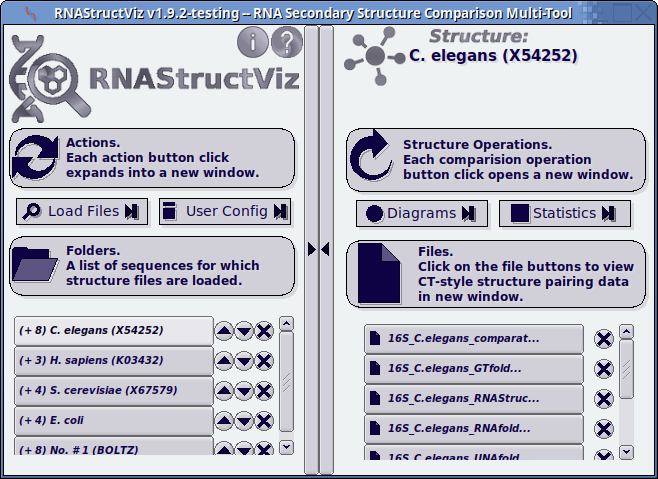 RNAStructViz v1.9.2-testing -- RNA Secondary Structure Comparison Multi-Tool
RNAStructViz
Actions.
Each action button click
expands into a new window.
Load Files
User Config
Folders.
A list of sequences for which
structure files are loaded.
(+ 8) C. elegans (X54252)
(+ 3) H. sapiens (K03432)
(+ 4) S. cerevisiae (X67579)
(+ 4) E. coli
(+ 8) No. #1 (BOLTZ)
Structure:
C. elegans (X54252)
Structure Operations.
Each comparision operation
button click opens a new window.
Diagrams
Statistics
Files.
Click on the file buttons to view
CT-style structure pairing data
in new window.
16S_C.elegans_comparat...
16S_C.elegans_GTfold...
16S_C.elegans_RNAStruc...
16S_C.elegans_RNAfold...
16S_C.elegans_UNAfold